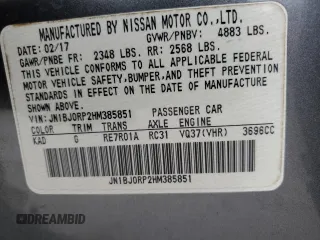 MANUFACTURED BY NISSAN MOTOR CO.,LTD.
DATE: 02/17 GVWR/PNBV: 4883 LBS.
GAWR/PNBE FR: 2348 LBS. RR: 2568 LBS.
THIS VEHICLE CONFORMS TO ALL APPLICABLE FEDERAL
MOTOR VEHICLE SAFETY,BUMPER,AND THEFT PREVENTION
STANDARDS IN EFFECT ON THE DATE OF MANUFACTURE
SHOWN ABOVE.
JN1BJ0RP2HM385851 PASSENGER CAR
COLOR TRIM TRANS AXLE ENGINE
KAD G RE7R01A RC31 VQ37(VHR) 3696CC
JN1BJ0RP2HM385851
©DREAMBID